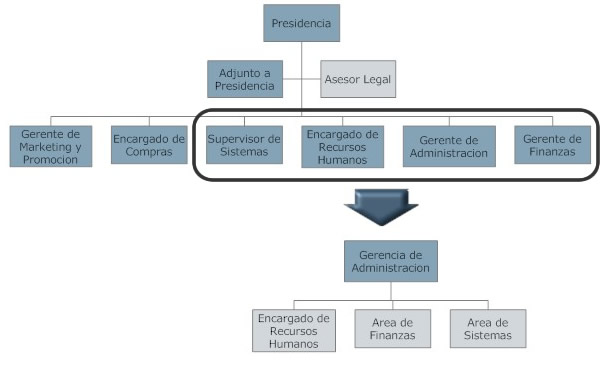 Presidencia
Adjunto a
Presidencia
Asesor Legal
Gerente de
Marketing y
Promocion
Encargado de
Compras
Supervisor de
Sistemas
Encargado de
Recursos
Humanos
Gerente de
Administracion
Gerente de
Finanzas
Gerencia de
Administracion
Encargado de
Recursos
Humanos
Area de
Finanzas
Area de
Sistemas